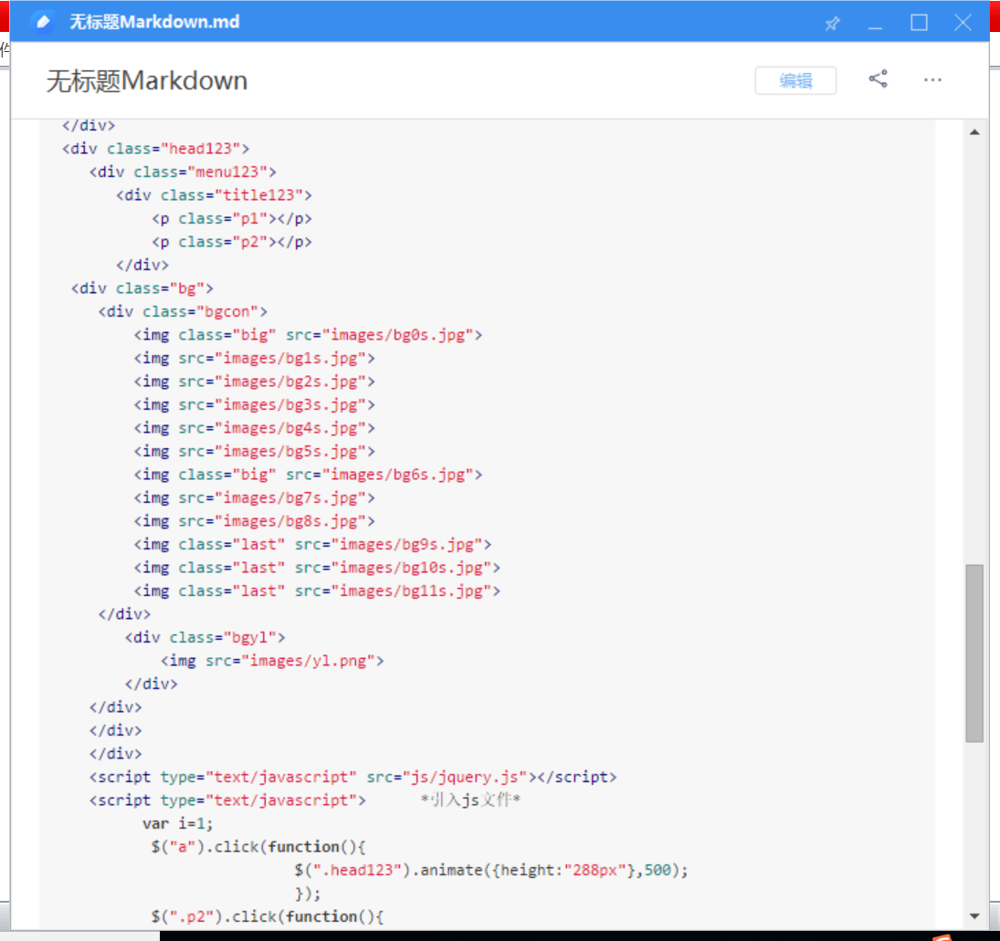 无标题Markdown.md
件
无标题Markdown
编辑
</div>
<div class="head123">
<div class="menu123">
<div class="title123">
<p class="p1"></p>
<p class="p2"></p>
</div>
<div class="bg">
<div class="bgcon">
<img class="big" src="images/bg0s.jpg">
<img src="images/bg1s.jpg">
<img src="images/bg2s.jpg">
<img src="images/bg3s.jpg">
<img src="images/bg4s.jpg">
<img src="images/bg5s.jpg">
<img class="big" src="images/bg6s.jpg">
<img src="images/bg7s.jpg">
<img src="images/bg8s.jpg">
<img class="last" src="images/bg9s.jpg">
<img class="last" src="images/bg10s.jpg">
<img class="last" src="images/bg11s.jpg">
</div>
<div class="bgyl">
<img src="images/yl.png">
</div>
</div>
</div>
</div>
<script type="text/javascript" src="js/jquery.js"></script>
<script type="text/javascript"> *引入js文件*
var i=1;
$("a").click(function(){
$(".head123").animate({height:"288px"},500);
});
$(".p2").click(function(){